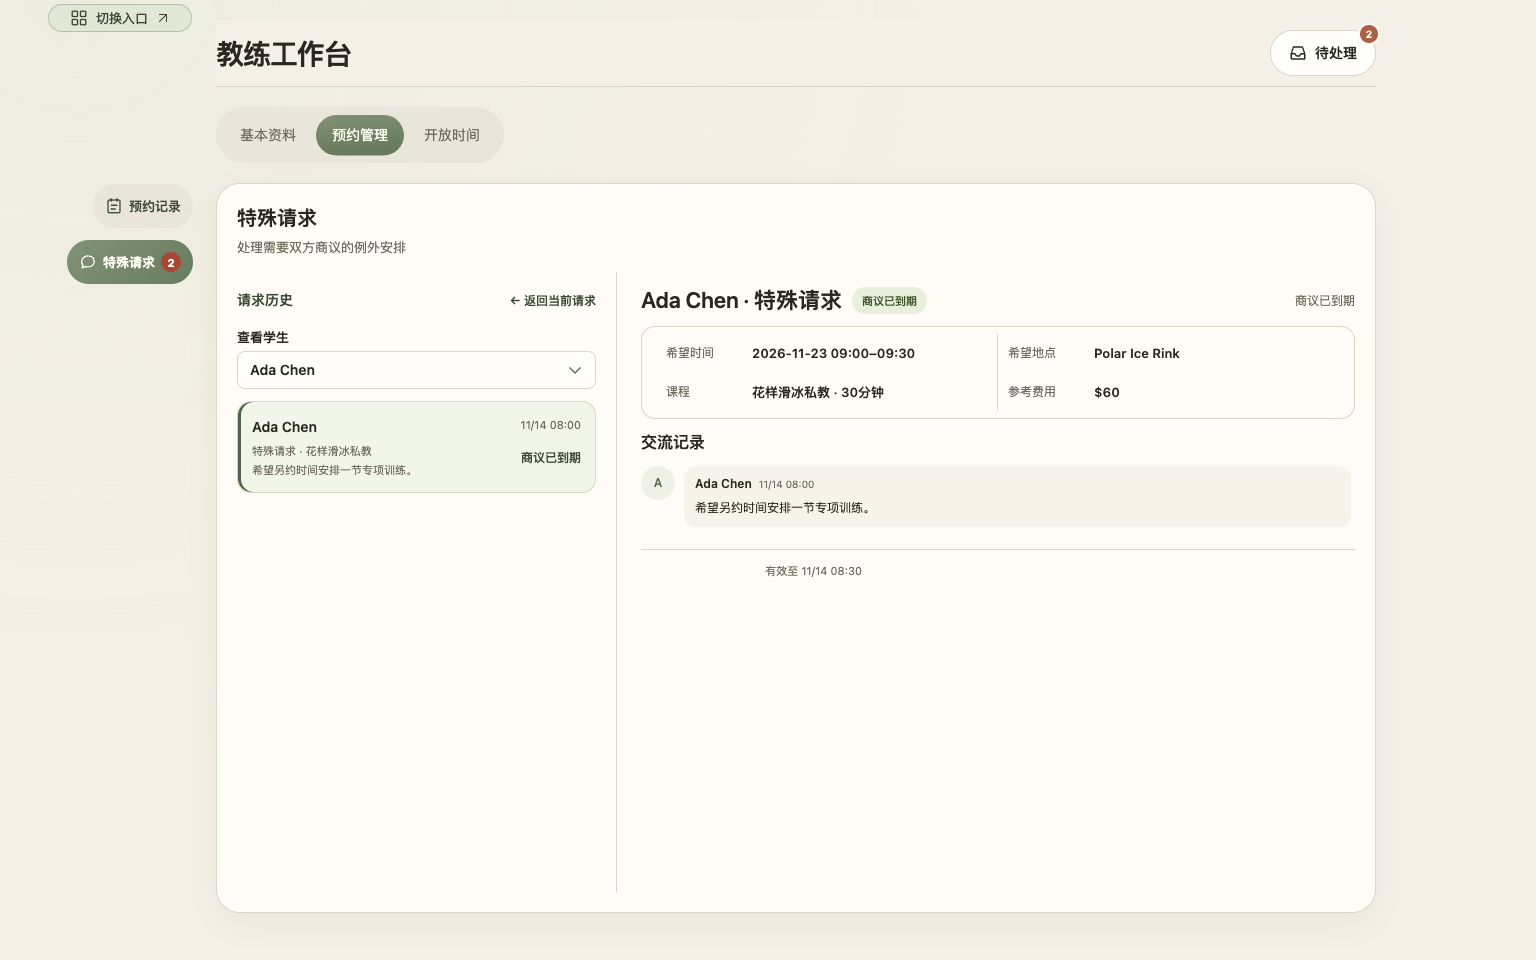 切换入口
教练工作台
待处理
2
基本资料
预约管理
开放时间
预约记录
特殊请求 2
特殊请求
处理需要双方商议的例外安排
请求历史
← 返回当前请求
查看学生
Ada Chen
Ada Chen
11/14 08:00
特殊请求 · 花样滑冰私教
商议已到期
希望另约时间安排一节专项训练。
Ada Chen · 特殊请求
商议已到期
商议已到期
希望时间
2026-11-23 09:00–09:30
希望地点
Polar Ice Rink
课程
花样滑冰私教 · 30分钟
参考费用
$60
交流记录
A
Ada Chen 11/14 08:00
希望另约时间安排一节专项训练。
有效至 11/14 08:30